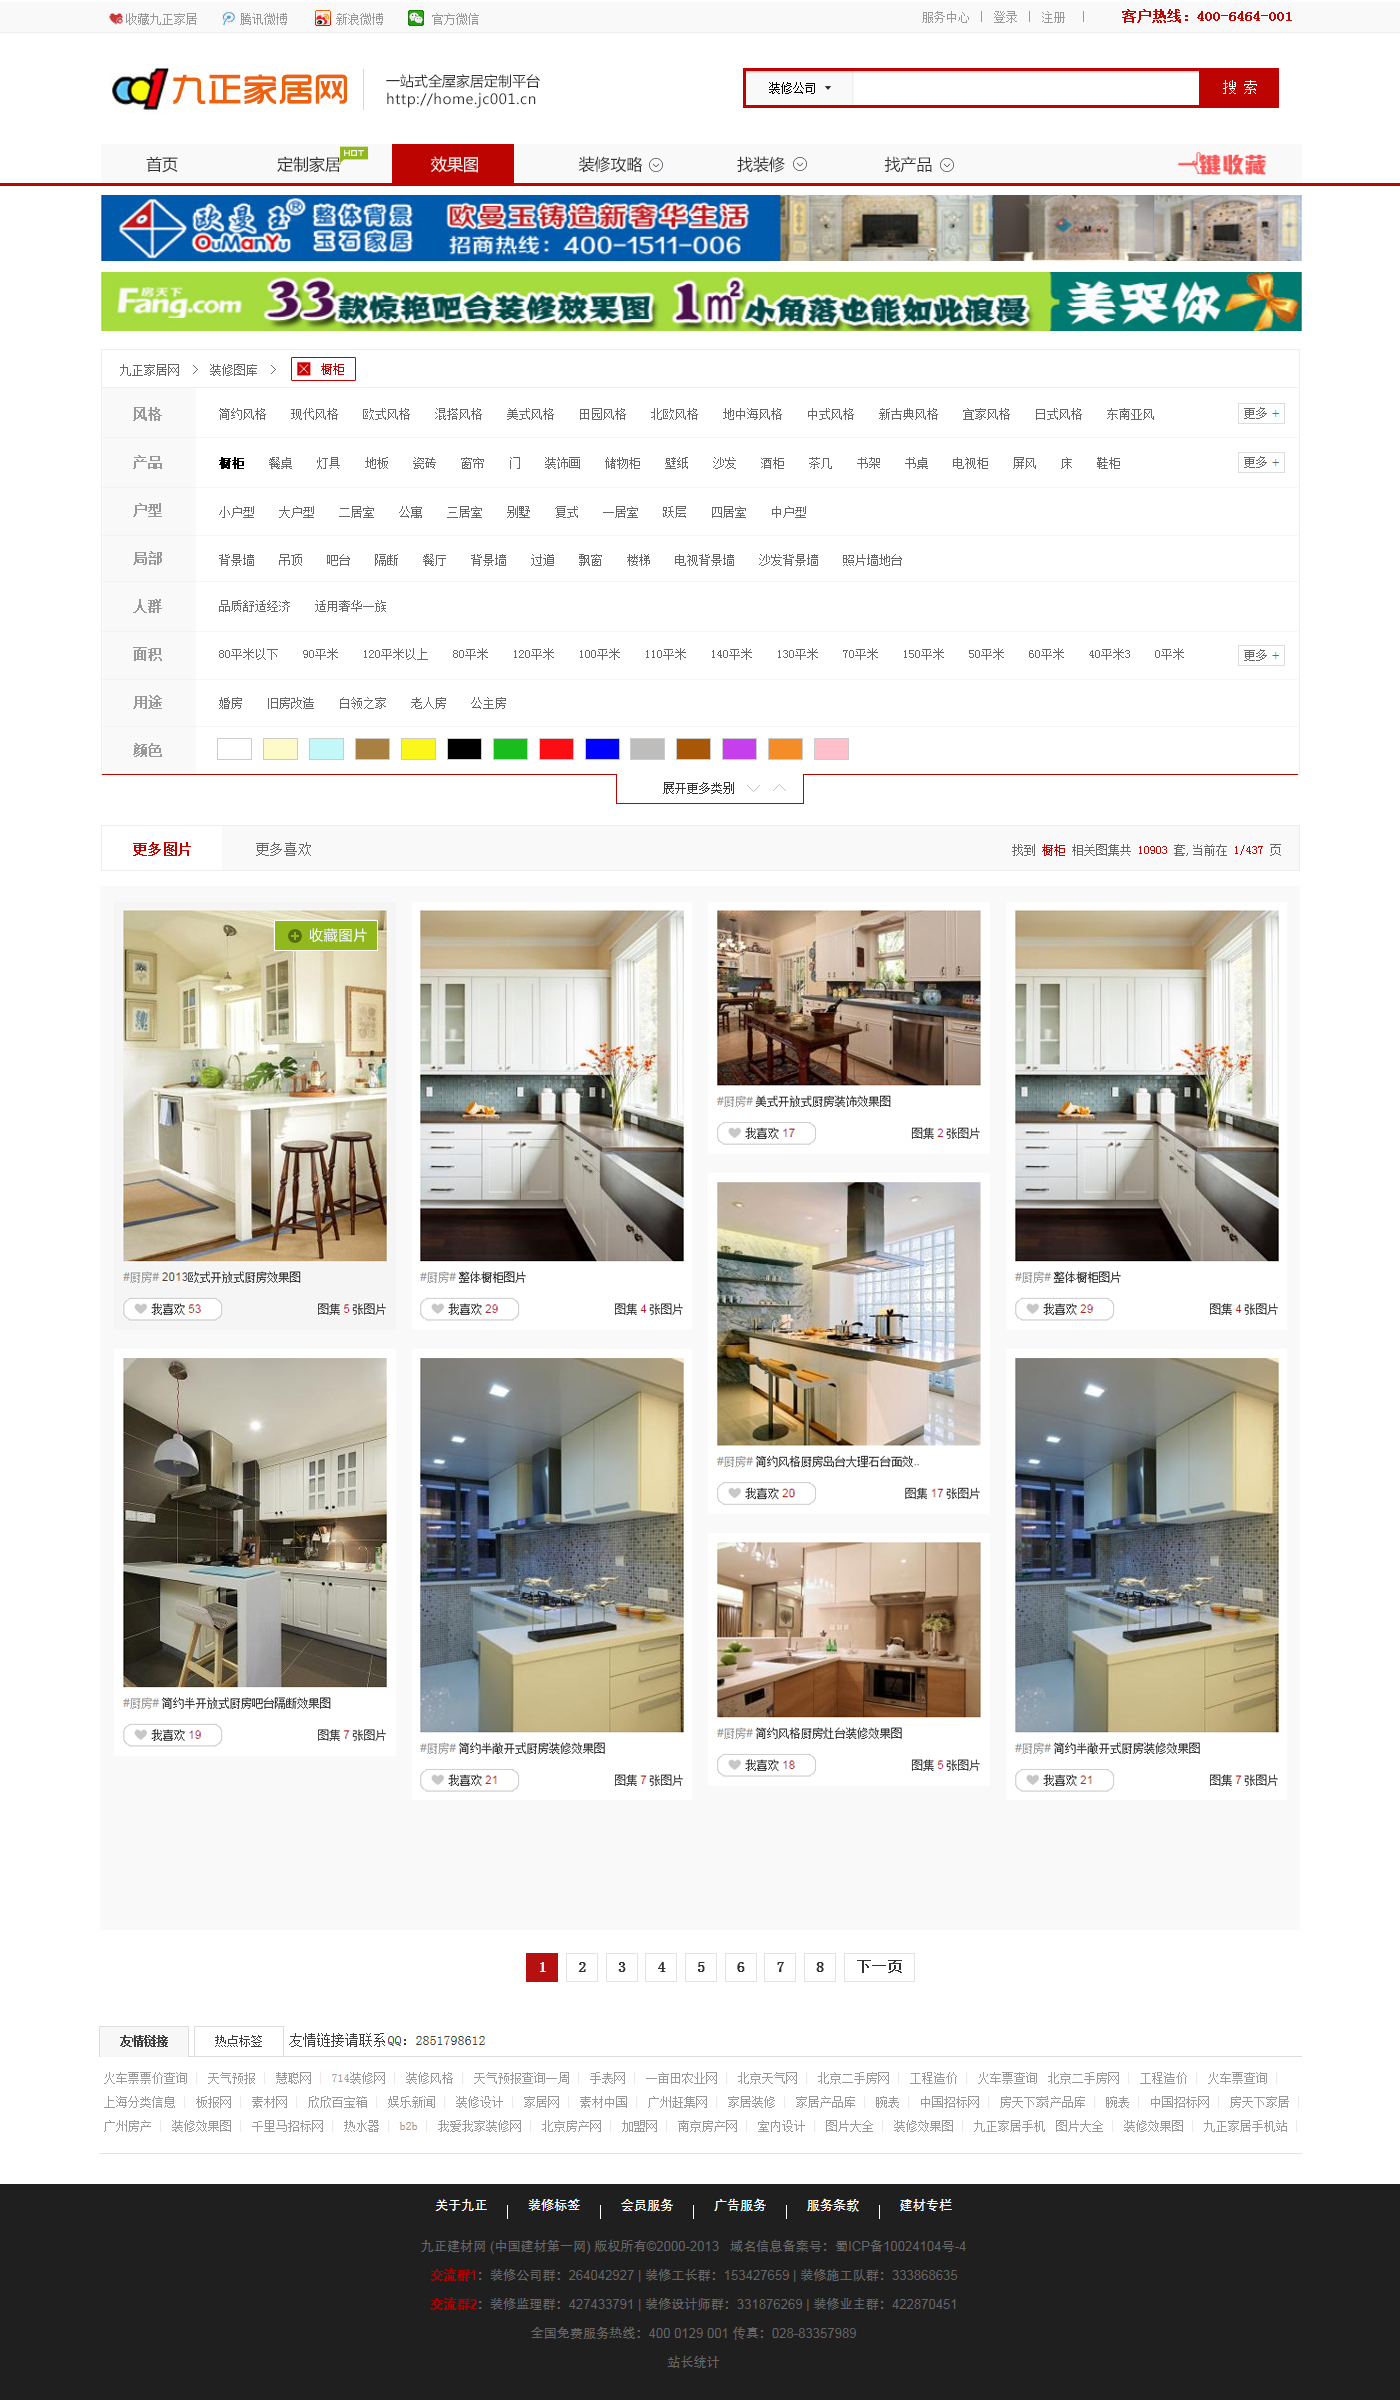 收藏九正家居 腾讯微博 新浪微博 官方微信 服务中心 | 登录 | 注册 | 客户热线：400-6464-001
九正家居网 一站式全屋家居定制平台
http://home.jc001.cn
装修公司 搜 索
首页 定制家居 HOT 效果图 装修攻略 找装修 找产品 一键收藏
欧曼玉® OuManYu 整体背景 玉石家居 欧曼玉铸造新奢华生活
招商热线：400-1511-006
房天下 Fang.com 33款惊艳吧台装修效果图 1㎡小角落也能如此浪漫 美哭你
九正家居网 > 装修图库 > 橱柜
风格 简约风格 现代风格 欧式风格 混搭风格 美式风格 田园风格 北欧风格 地中海风格 中式风格 新古典风格 宜家风格 日式风格 东南亚风 更多 +
产品 橱柜 餐桌 灯具 地板 瓷砖 窗帘 门 装饰画 储物柜 壁纸 沙发 酒柜 茶几 书架 书桌 电视柜 屏风 床 鞋柜 更多 +
户型 小户型 大户型 二居室 公寓 三居室 别墅 复式 一居室 跃层 四居室 中户型
局部 背景墙 吊顶 吧台 隔断 餐厅 背景墙 过道 飘窗 楼梯 电视背景墙 沙发背景墙 照片墙地台
人群 品质舒适经济 适用奢华一族
面积 80平米以下 90平米 120平米以上 80平米 120平米 100平米 110平米 140平米 130平米 70平米 150平米 50平米 60平米 40平米3 0平米 更多 +
用途 婚房 旧房改造 白领之家 老人房 公主房
颜色
展开更多类别
更多图片 更多喜欢 找到 橱柜 相关图集共 10903 套,当前在 1/437 页
收藏图片
#厨房# 2013欧式开放式厨房效果图
我喜欢 53 图集 5 张图片
#厨房# 整体橱柜图片
我喜欢 29 图集 4 张图片
#厨房# 美式开放式厨房装饰效果图
我喜欢 17 图集 2 张图片
#厨房# 整体橱柜图片
我喜欢 29 图集 4 张图片
#厨房# 简约风格厨房岛台大理石台面效..
我喜欢 20 图集 17 张图片
#厨房# 简约半开放式厨房吧台隔断效果图
我喜欢 19 图集 7 张图片
#厨房# 简约半敞开式厨房装修效果图
我喜欢 21 图集 7 张图片
#厨房# 简约风格厨房灶台装修效果图
我喜欢 18 图集 5 张图片
#厨房# 简约半敞开式厨房装修效果图
我喜欢 21 图集 7 张图片
1 2 3 4 5 6 7 8 下一页
友情链接 热点标签 友情链接请联系QQ：2851798612
火车票票价查询 天气预报 慧聪网 714装修网 装修风格 天气预报查询一周 手表网 一亩田农业网 北京天气网 北京二手房网 工程造价 火车票查询 北京二手房网 工程造价 火车票查询
上海分类信息 板报网 素材网 欣欣百宝箱 娱乐新闻 装修设计 家居网 素材中国 广州赶集网 家居装修 家居产品库 腕表 中国招标网 房天下家产品库 腕表 中国招标网 房天下家居
广州房产 装修效果图 千里马招标网 热水器 b2b 我爱我家装修网 北京房产网 加盟网 南京房产网 室内设计 图片大全 装修效果图 九正家居手机 图片大全 装修效果图 九正家居手机站
关于九正 | 装修标签 | 会员服务 | 广告服务 | 服务条款 | 建材专栏
九正建材网 (中国建材第一网) 版权所有©2000-2013 域名信息备案号：蜀ICP备10024104号-4
交流群1：装修公司群：264042927 | 装修工长群：153427659 | 装修施工队群：333868635
交流群2：装修监理群：427433791 | 装修设计师群：331876269 | 装修业主群：422870451
全国免费服务热线：400 0129 001 传真：028-83357989
站长统计